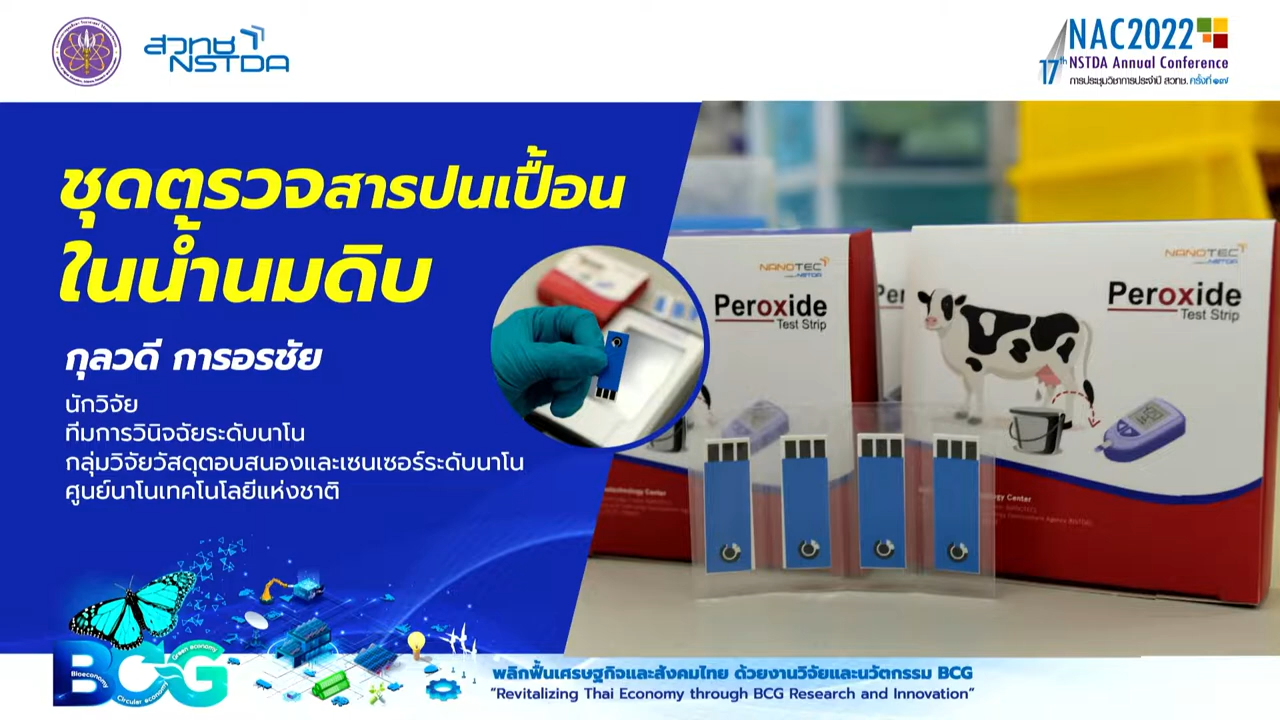 สวทช
NSTDA
NAC2022
17th NSTDA Annual Conference
การประชุมวิชาการประจำปี สวทช. ครั้งที่ ๑๗
ชุดตรวจสารปนเปื้อน
ในน้ำนมดิบ
กุลวดี การอรชัย
นักวิจัย
ทีมการวินิจฉัยระดับนาโน
กลุ่มวิจัยวัสดุตอบสนองและเซนเซอร์ระดับนาโน
ศูนย์นาโนเทคโนโลยีแห่งชาติ
NANOTEC
NSTDA
Peroxide
Test Strip
NANOTEC
NSTDA
Peroxide
Test Strip
BCG
Bioeconomy
Circular economy
Green economy
พลิกฟื้นเศรษฐกิจและสังคมไทย ด้วยงานวิจัยและนวัตกรรม BCG
“Revitalizing Thai Economy through BCG Research and Innovation”